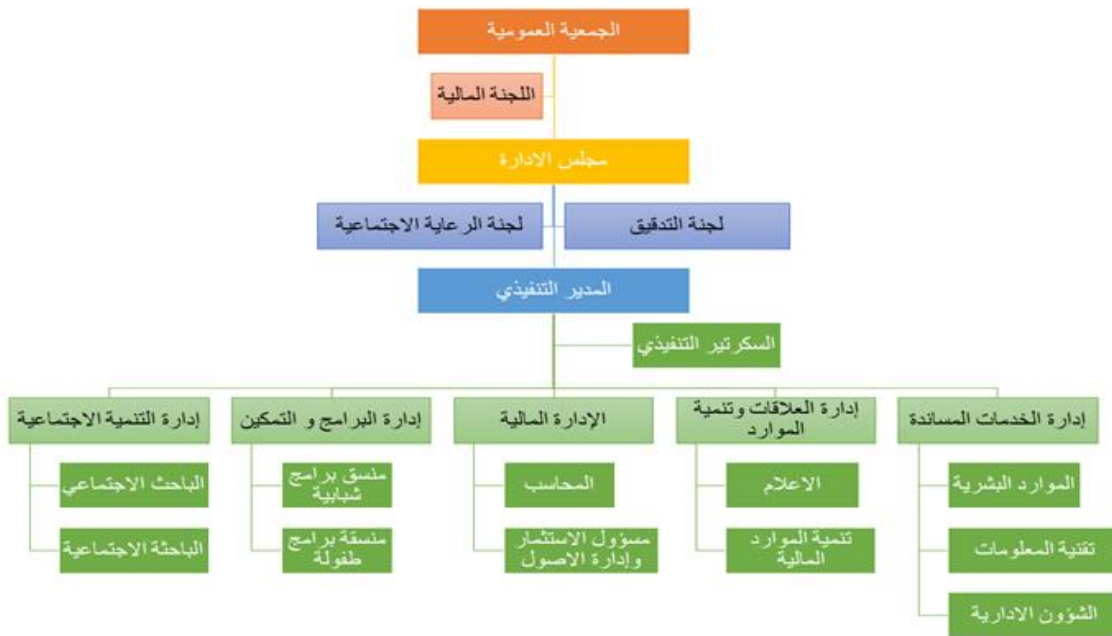 الجمعية العمومية
اللجنة المالية
مجلس الادارة
لجنة التدقيق
لجنة الرعاية الاجتماعية
المدير التنفيذي
السكرتير التنفيذي
إدارة الخدمات المساندة
الموارد البشرية
تقنية المعلومات
الشؤون الادارية
إدارة العلاقات وتنمية
الموارد
الاعلام
تنمية الموارد
المالية
الإدارة المالية
المحاسب
مسؤول الاستثمار
وإدارة الاصول
إدارة البرامج و التمكين
منسق برامج
شبابية
منسقة برامج
طفولة
إدارة التنمية الاجتماعية
الباحث الاجتماعي
الباحثة الاجتماعية